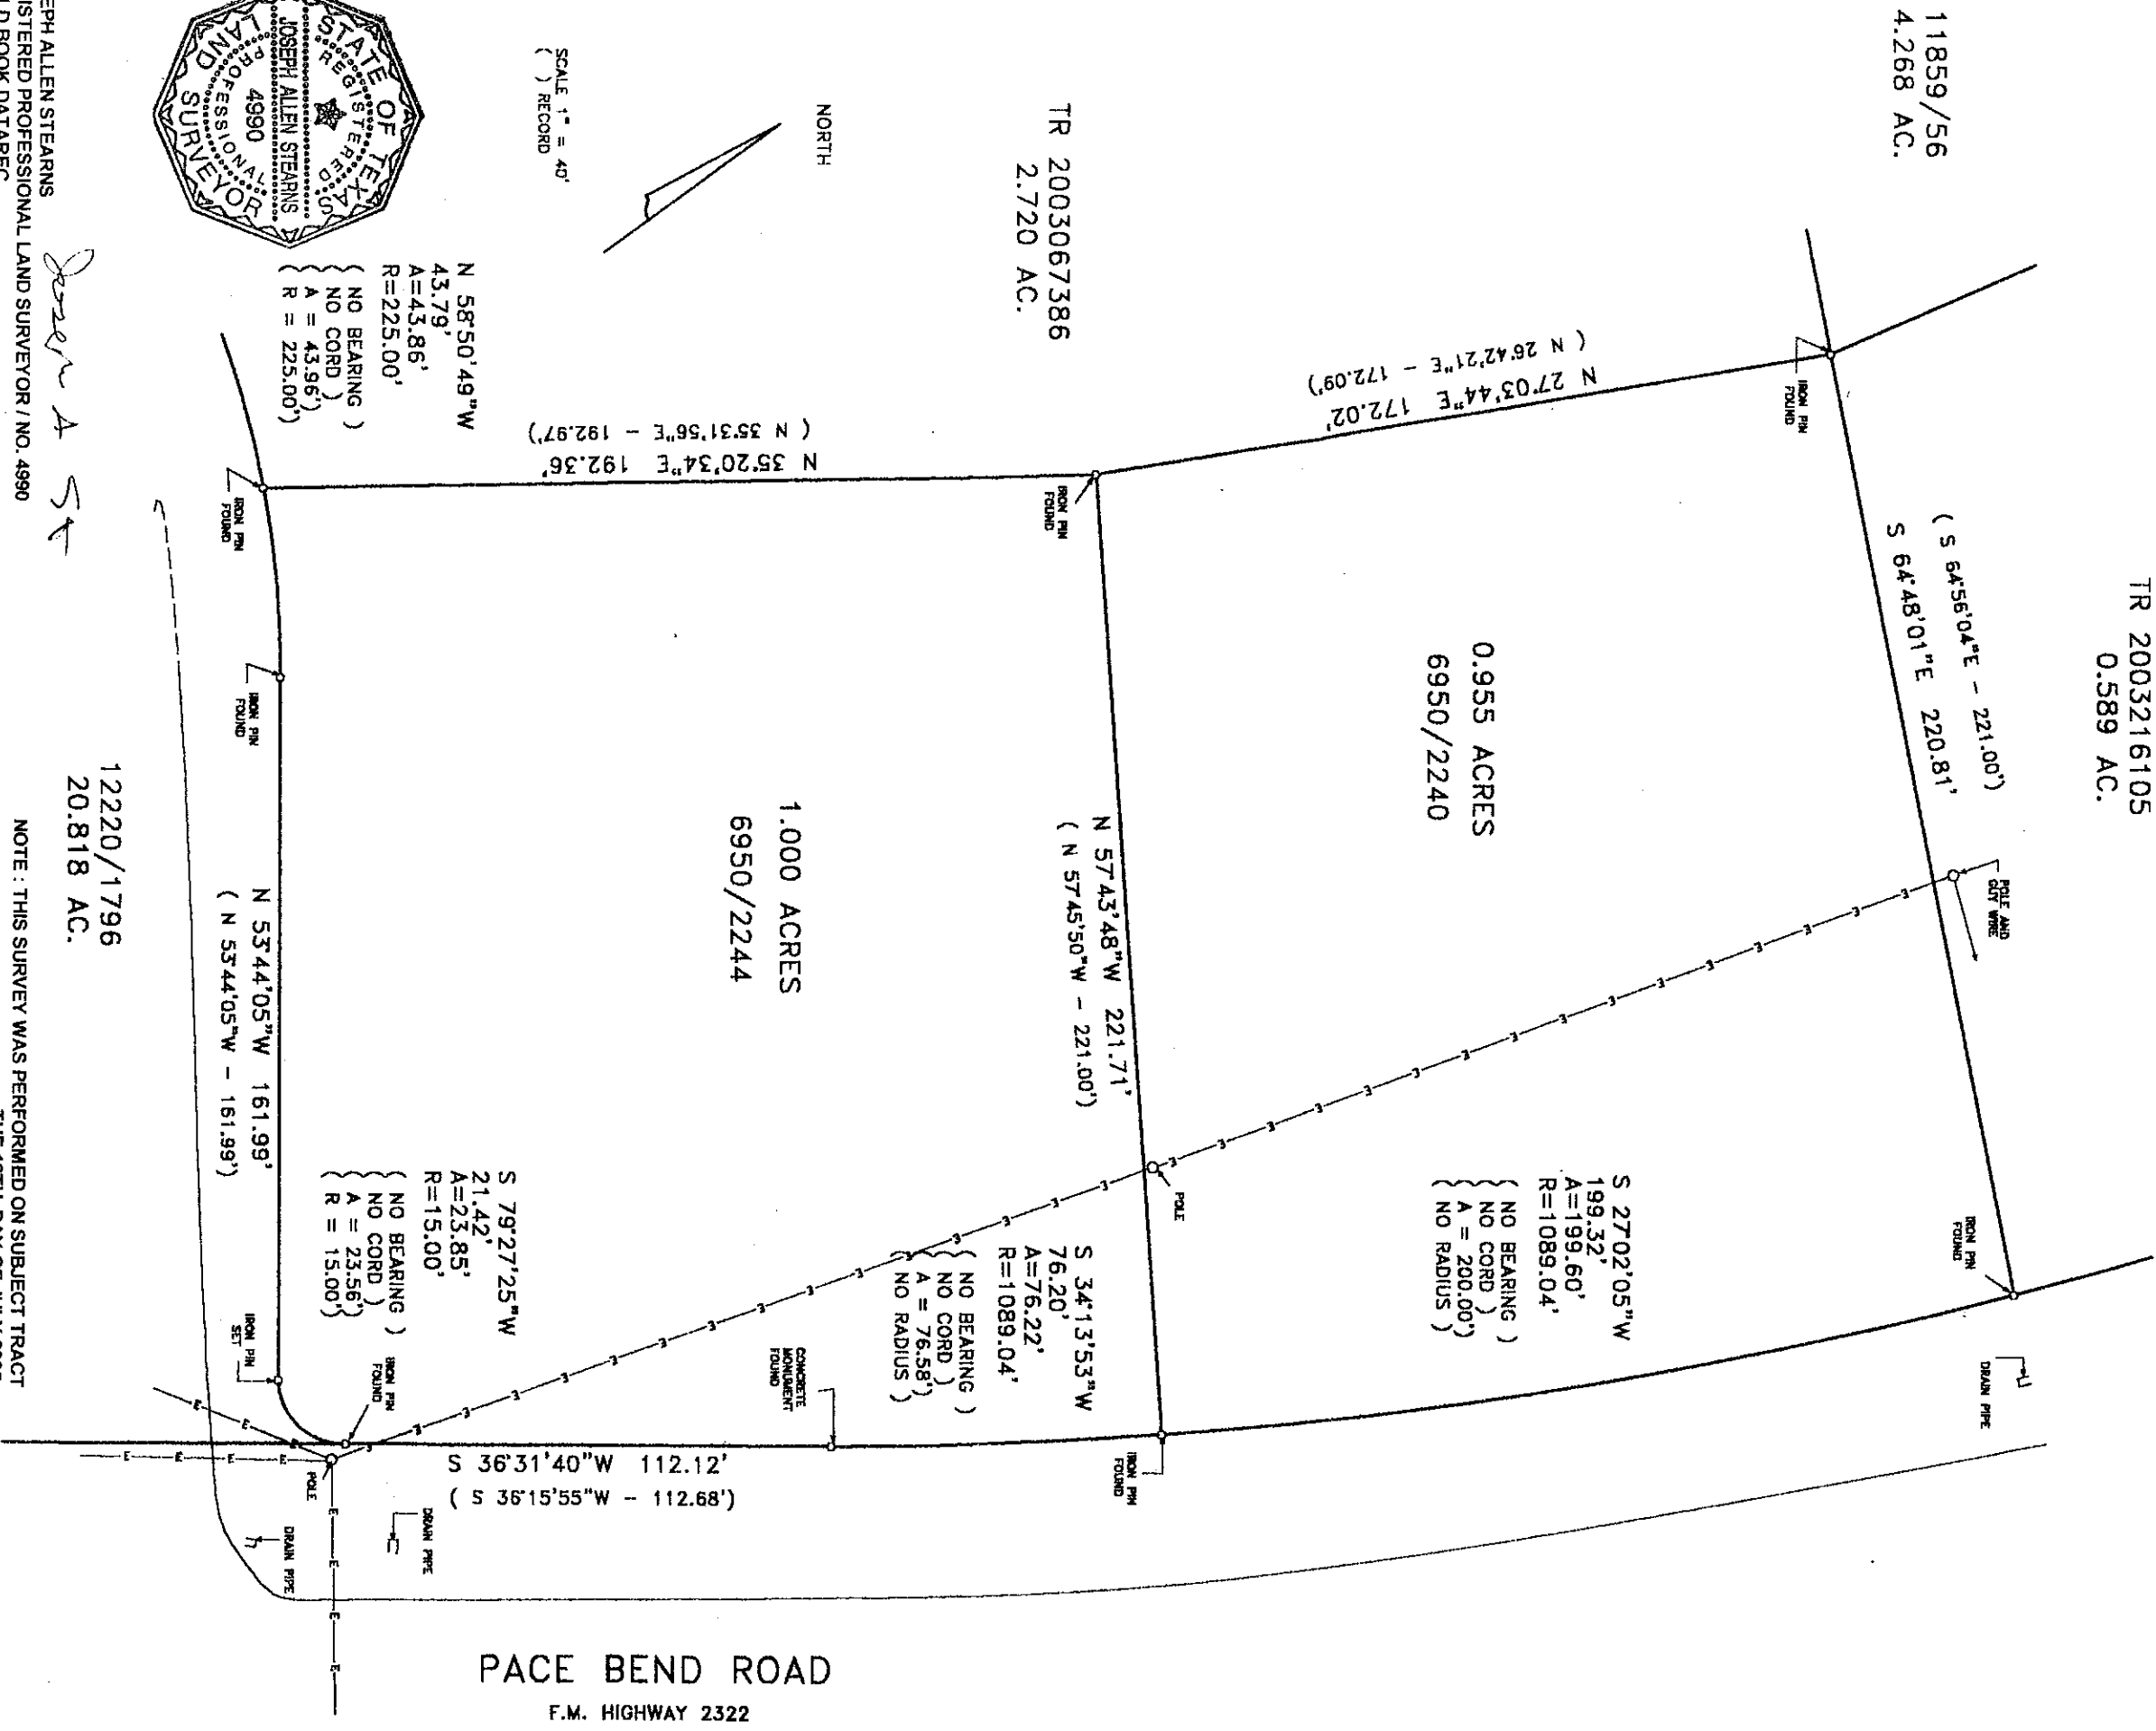 11859/56
4.268 AC.
TR 2003216105
0.589 AC.
TR 2003067386
2.720 AC.
NORTH
SCALE 1" = 40'
( ) RECORD
STATE OF TEXAS
REGISTERED
JOSEPH ALLEN STEARNS
4990
PROFESSIONAL
LAND SURVEYOR
EPH ALLEN STEARNS
ISTERED PROFESSIONAL LAND SURVEYOR / NO. 4990
( S 64°56'04"E - 221.00')
S 64°48'01"E 220.81'
( N 26°42'21"E - 172.09')
N 27°03'44"E 172.02'
IRON PIN
FOUND
POLE AND
GUY WIRE
IRON PIN
FOUND
DRAIN PIPE
0.955 ACRES
6950/2240
S 27°02'05"W
199.32'
A=199.60'
R=1089.04'
( NO BEARING )
( NO CORD )
( A = 200.00')
( NO RADIUS )
IRON PIN
FOUND
N 57°43'48"W 221.71'
( N 57°45'50"W - 221.00')
POLE
IRON PIN
FOUND
( N 35°31'56"E - 192.97')
N 35°20'34"E 192.36'
1.000 ACRES
6950/2244
S 34°13'53"W
76.20'
A=76.22'
R=1089.04'
( NO BEARING )
( NO CORD )
( A = 76.58')
( NO RADIUS )
CONCRETE
MONUMENT
FOUND
N 58°50'49"W
43.79'
A=43.86'
R=225.00'
( NO BEARING )
( NO CORD )
( A = 43.96')
( R = 225.00')
IRON PIN
FOUND
IRON PIN
FOUND
N 53°44'05"W 161.99'
( N 53°44'05"W - 161.99')
S 79°27'25"W
21.42'
A=23.85'
R=15.00'
( NO BEARING )
( NO CORD )
( A = 23.56')
( R = 15.00')
IRON PIN
SET
IRON PIN
FOUND
S 36°31'40"W 112.12'
( S 36°15'55"W - 112.68')
POLE
DRAIN PIPE
DRAIN PIPE
12220/1796
20.818 AC.
PACE BEND ROAD
F.M. HIGHWAY 2322
NOTE : THIS SURVEY WAS PERFORMED ON SUBJECT TRACT